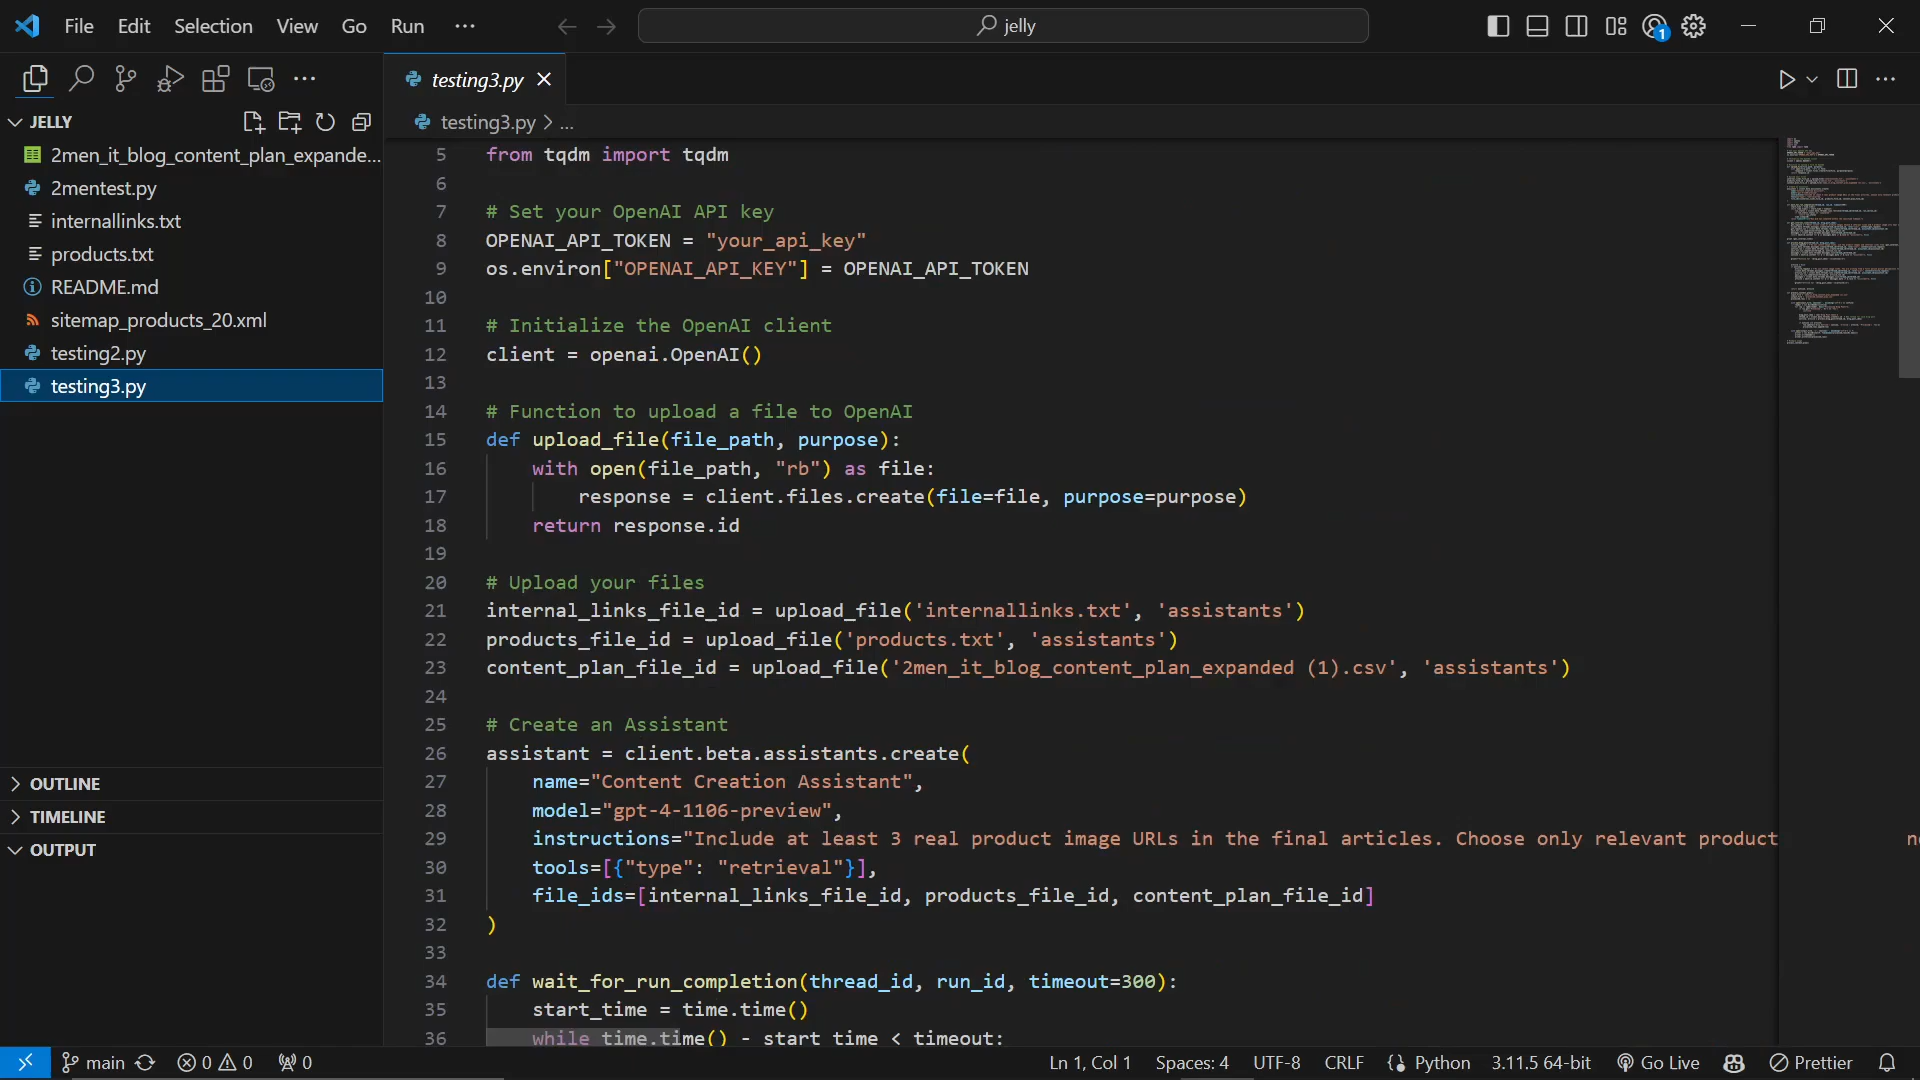 File Edit Selection View Go Run ···
jelly
1
testing3.py
JELLY
testing3.py > ...
2men_it_blog_content_plan_expande...
2mentest.py
internallinks.txt
products.txt
README.md
sitemap_products_20.xml
testing2.py
testing3.py
OUTLINE
TIMELINE
OUTPUT
5 from tqdm import tqdm
6
7 # Set your OpenAI API key
8 OPENAI_API_TOKEN = "your_api_key"
9 os.environ["OPENAI_API_KEY"] = OPENAI_API_TOKEN
10
11 # Initialize the OpenAI client
12 client = openai.OpenAI()
13
14 # Function to upload a file to OpenAI
15 def upload_file(file_path, purpose):
16 with open(file_path, "rb") as file:
17 response = client.files.create(file=file, purpose=purpose)
18 return response.id
19
20 # Upload your files
21 internal_links_file_id = upload_file('internallinks.txt', 'assistants')
22 products_file_id = upload_file('products.txt', 'assistants')
23 content_plan_file_id = upload_file('2men_it_blog_content_plan_expanded (1).csv', 'assistants')
24
25 # Create an Assistant
26 assistant = client.beta.assistants.create(
27 name="Content Creation Assistant",
28 model="gpt-4-1106-preview",
29 instructions="Include at least 3 real product image URLs in the final articles. Choose only relevant product
30 tools=[{"type": "retrieval"}],
31 file_ids=[internal_links_file_id, products_file_id, content_plan_file_id]
32 )
33
34 def wait_for_run_completion(thread_id, run_id, timeout=300):
35 start_time = time.time()
36 while time.time() - start_time < timeout:
main 0 0 0 Ln 1, Col 1 Spaces: 4 UTF-8 CRLF Python 3.11.5 64-bit Go Live Prettier